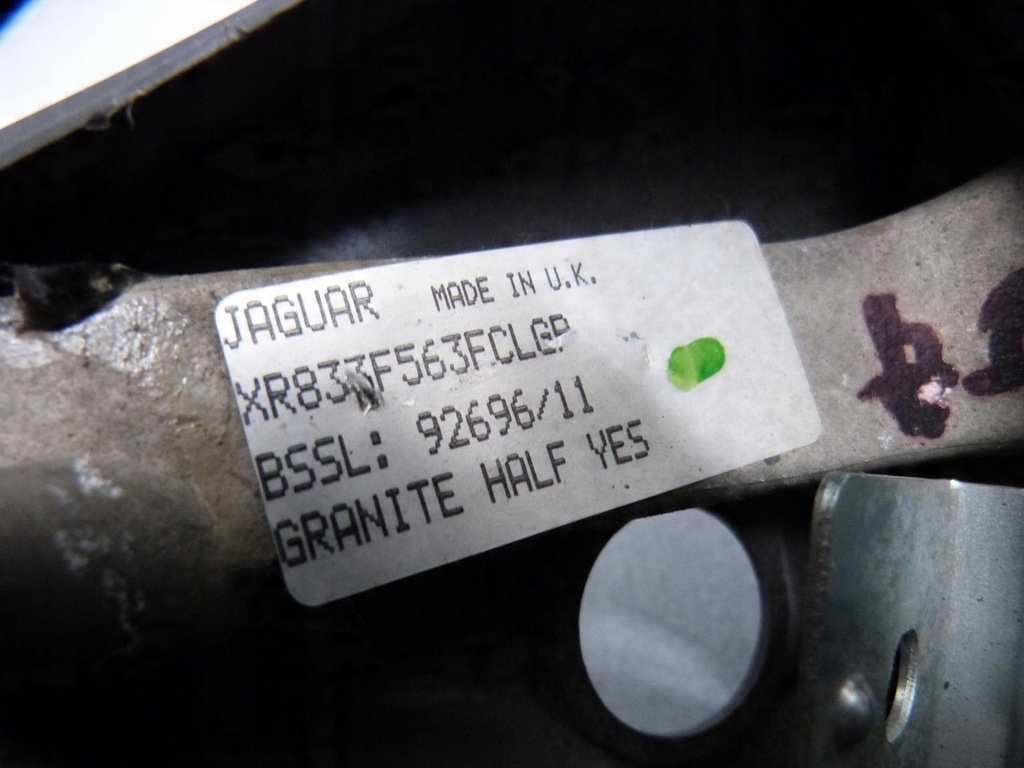 JAGUAR MADE IN U.K.
XR833F563FCLGP
BSSL: 92696/11
GRANITE HALF YES